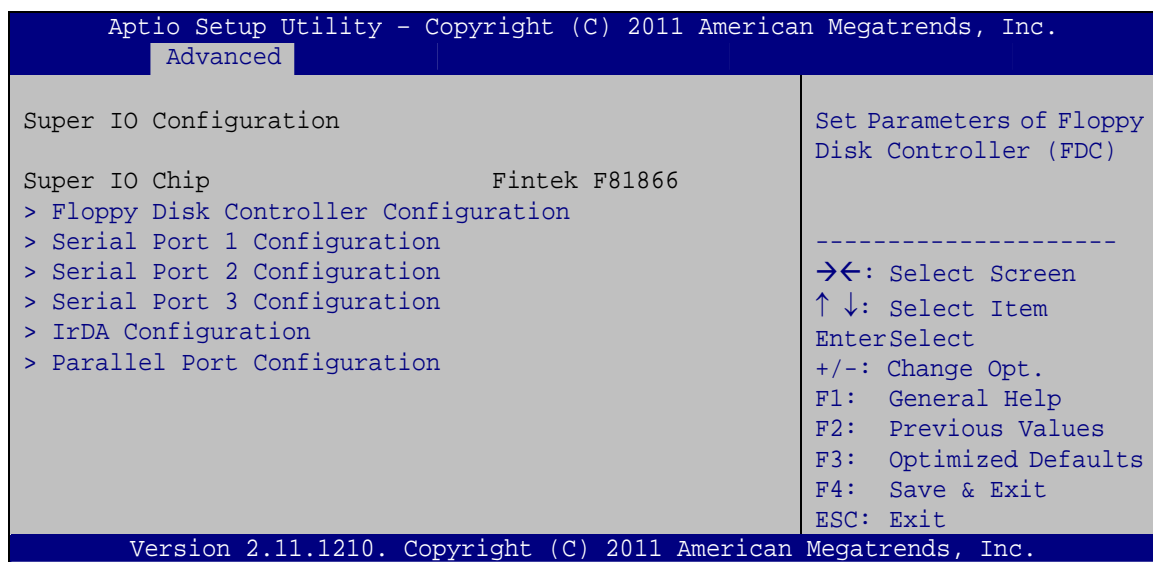 Aptio Setup Utility – Copyright (C) 2011 American Megatrends, Inc.
Advanced
Super IO Configuration
Super IO Chip Fintek F81866
> Floppy Disk Controller Configuration
> Serial Port 1 Configuration
> Serial Port 2 Configuration
> Serial Port 3 Configuration
> IrDA Configuration
> Parallel Port Configuration
Set Parameters of Floppy
Disk Controller (FDC)
---------------------
→←: Select Screen
↑ ↓: Select Item
EnterSelect
+/-: Change Opt.
F1: General Help
F2: Previous Values
F3: Optimized Defaults
F4: Save & Exit
ESC: Exit
Version 2.11.1210. Copyright (C) 2011 American Megatrends, Inc.